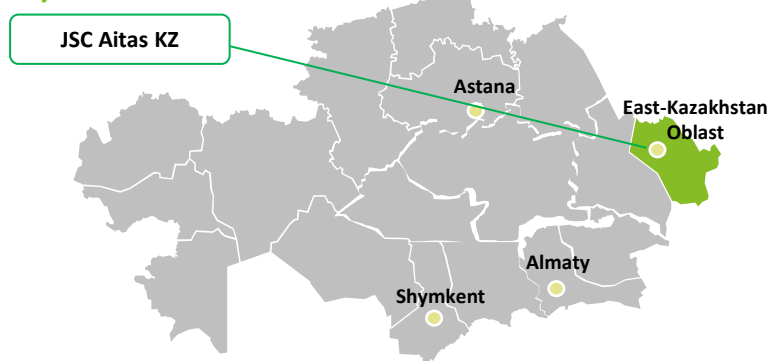 JSC Aitas KZ
Astana
East-Kazakhstan
Oblast
Almaty
Shymkent